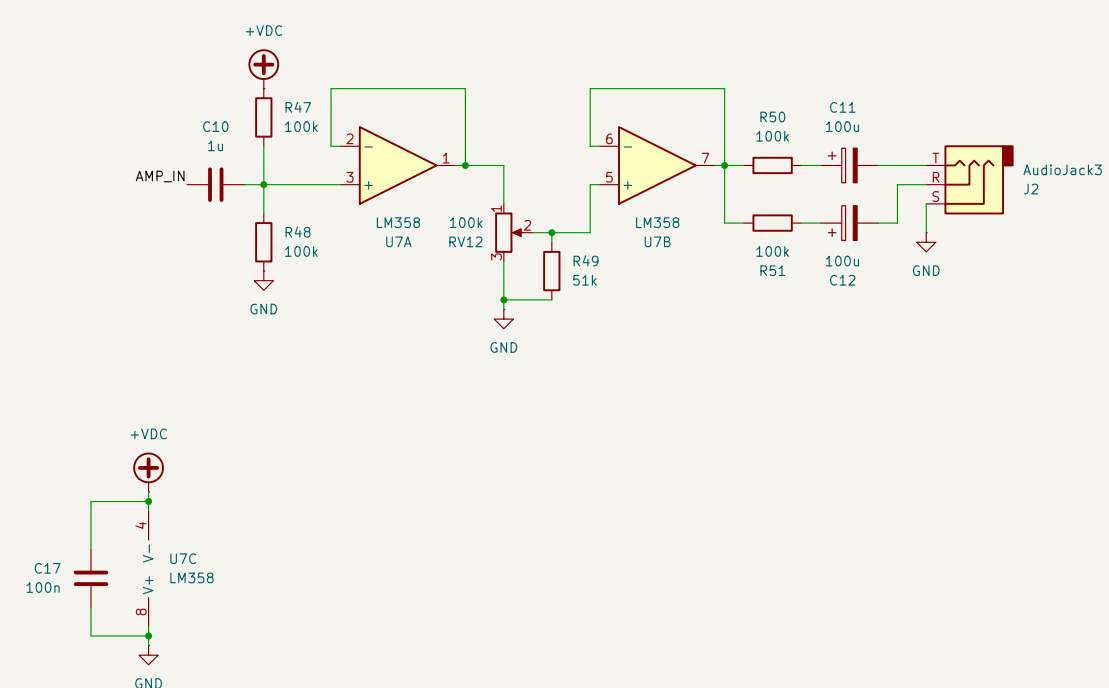 +VDC
R47
100k
C10
1u
AMP_IN
2
−
1
3
+
R48
100k
GND
LM358
U7A
100k
RV12
1
2
3
R49
51k
GND
6
−
7
5
+
LM358
U7B
R50
100k
C11
100u
+
T
R
S
AudioJack3
J2
+
100k
R51
100u
C12
GND
+VDC
4
V−
U7C
LM358
V+
8
C17
100n
GND